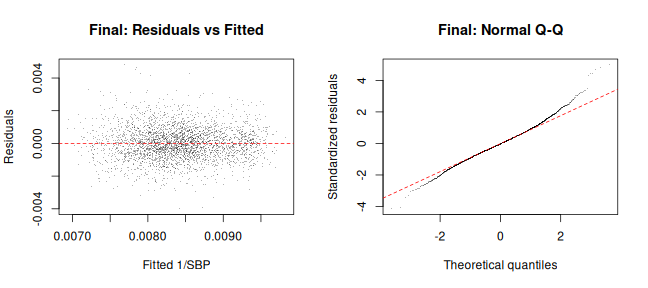 Final: Residuals vs Fitted
Residuals
0.004
0.000
-0.004
0.0070
0.0080
0.0090
Fitted 1/SBP
Final: Normal Q-Q
Standardized residuals
4
2
0
-2
-4
-2
0
2
Theoretical quantiles